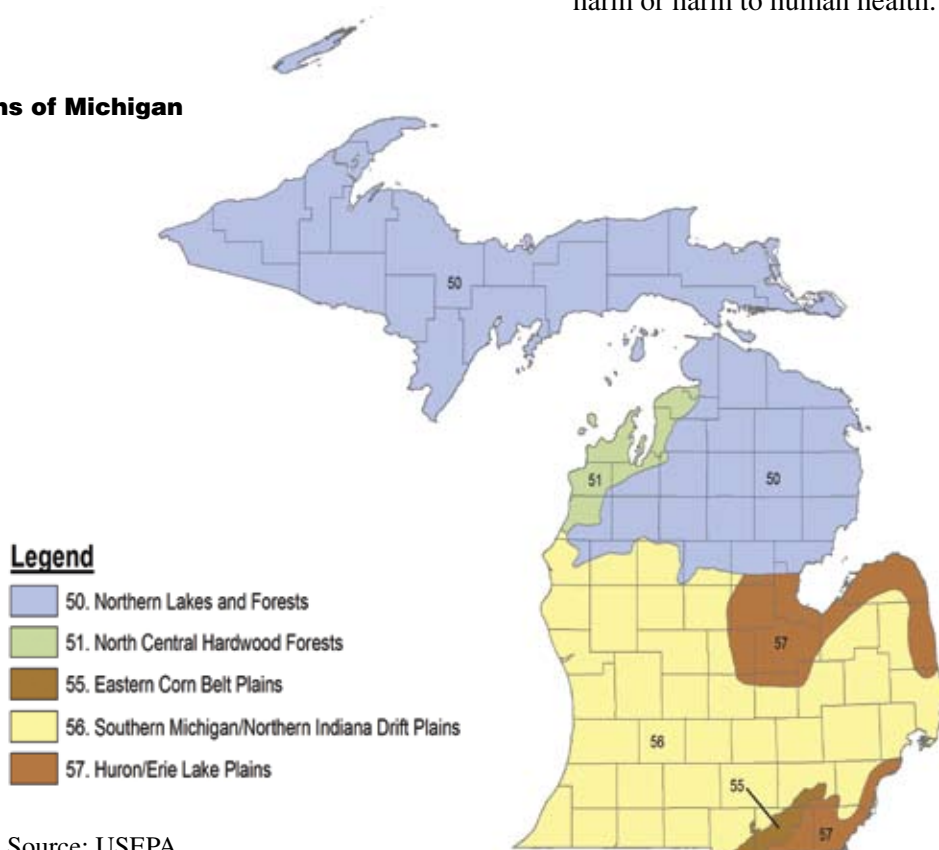 harm or harm to human health.
ns of Michigan
50
51
50
57
56
55
57
Legend
50. Northern Lakes and Forests
51. North Central Hardwood Forests
55. Eastern Corn Belt Plains
56. Southern Michigan/Northern Indiana Drift Plains
57. Huron/Erie Lake Plains
Source: USEPA